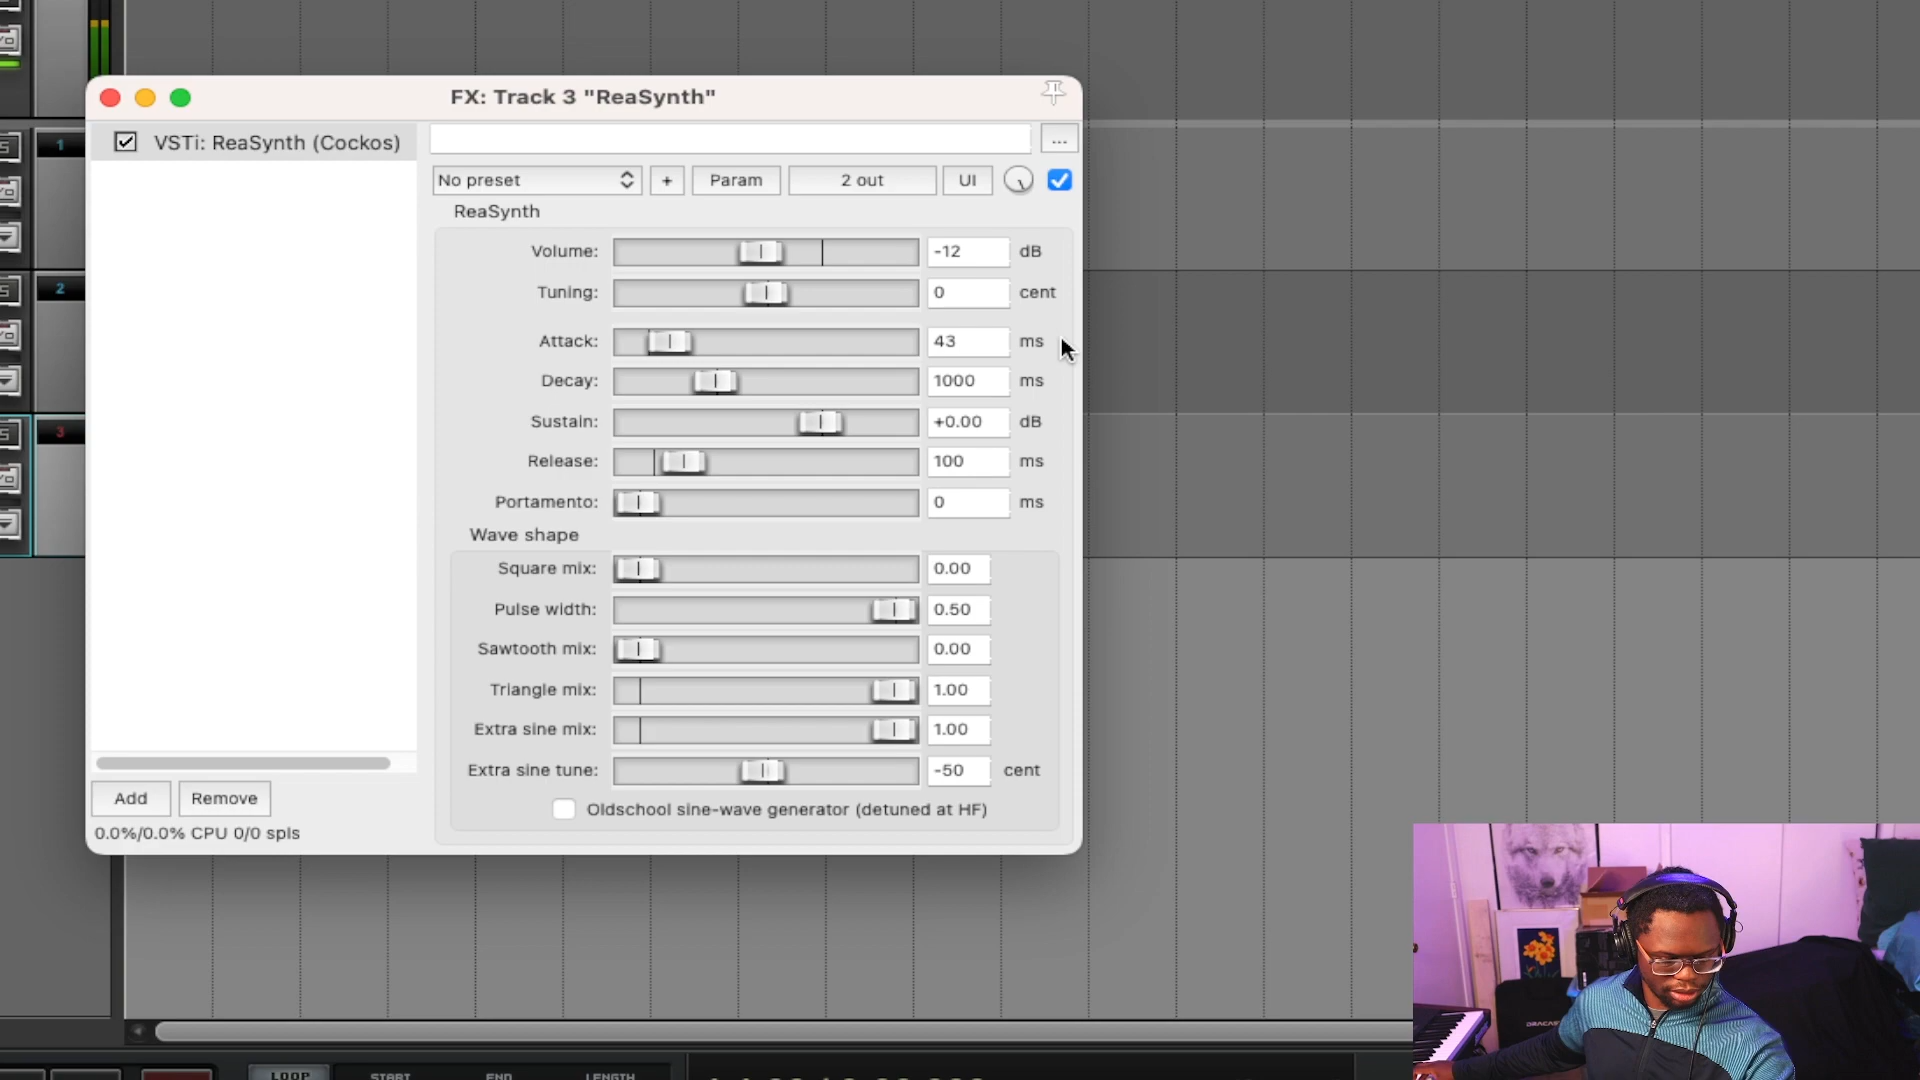 FX: Track 3 "ReaSynth"
VSTi: ReaSynth (Cockos)
...
No preset + Param 2 out UI
ReaSynth
Volume: -12 dB
Tuning: 0 cent
Attack: 43 ms
Decay: 1000 ms
Sustain: +0.00 dB
Release: 100 ms
Portamento: 0 ms
Wave shape
Square mix: 0.00
Pulse width: 0.50
Sawtooth mix: 0.00
Triangle mix: 1.00
Extra sine mix: 1.00
Extra sine tune: -50 cent
Oldschool sine-wave generator (detuned at HF)
Add Remove
0.0%/0.0% CPU 0/0 spls
1
2
3
S
S
S
LOOP START END LENGTH